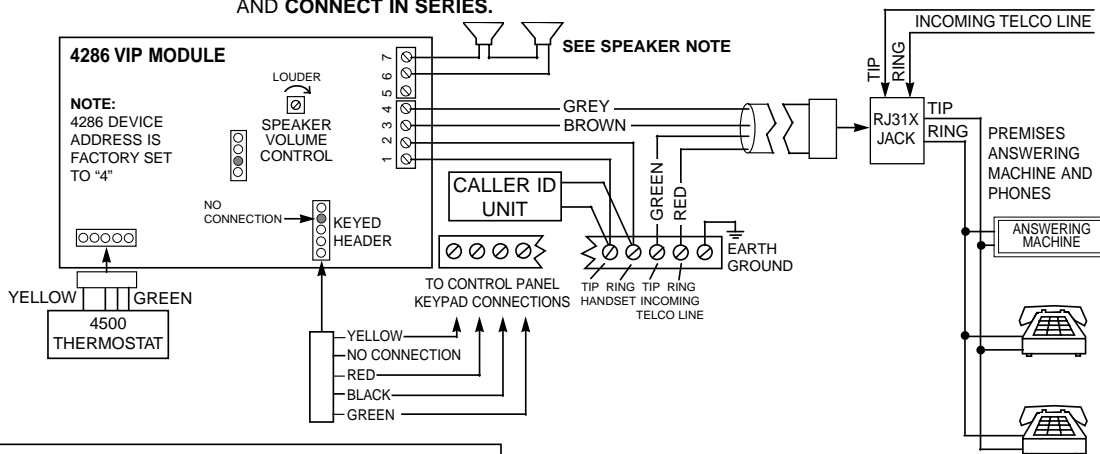 AND CONNECT IN SERIES.
INCOMING TELCO LINE
4286 VIP MODULE
SEE SPEAKER NOTE
LOUDER
SPEAKER
VOLUME
CONTROL
NOTE:
4286 DEVICE
ADDRESS IS
FACTORY SET
TO “4”
7
6
5
4
3
2
1
GREY
BROWN
GREEN
RED
TIP
RING
RJ31X
JACK
TIP
RING
PREMISES
ANSWERING
MACHINE AND
PHONES
ANSWERING
MACHINE
CALLER ID
UNIT
NO
CONNECTION
KEYED
HEADER
EARTH
GROUND
TO CONTROL PANEL
KEYPAD CONNECTIONS
TIP RING
HANDSET
TIP RING
INCOMING
TELCO LINE
YELLOW
GREEN
4500
THERMOSTAT
YELLOW
NO CONNECTION
RED
BLACK
GREEN